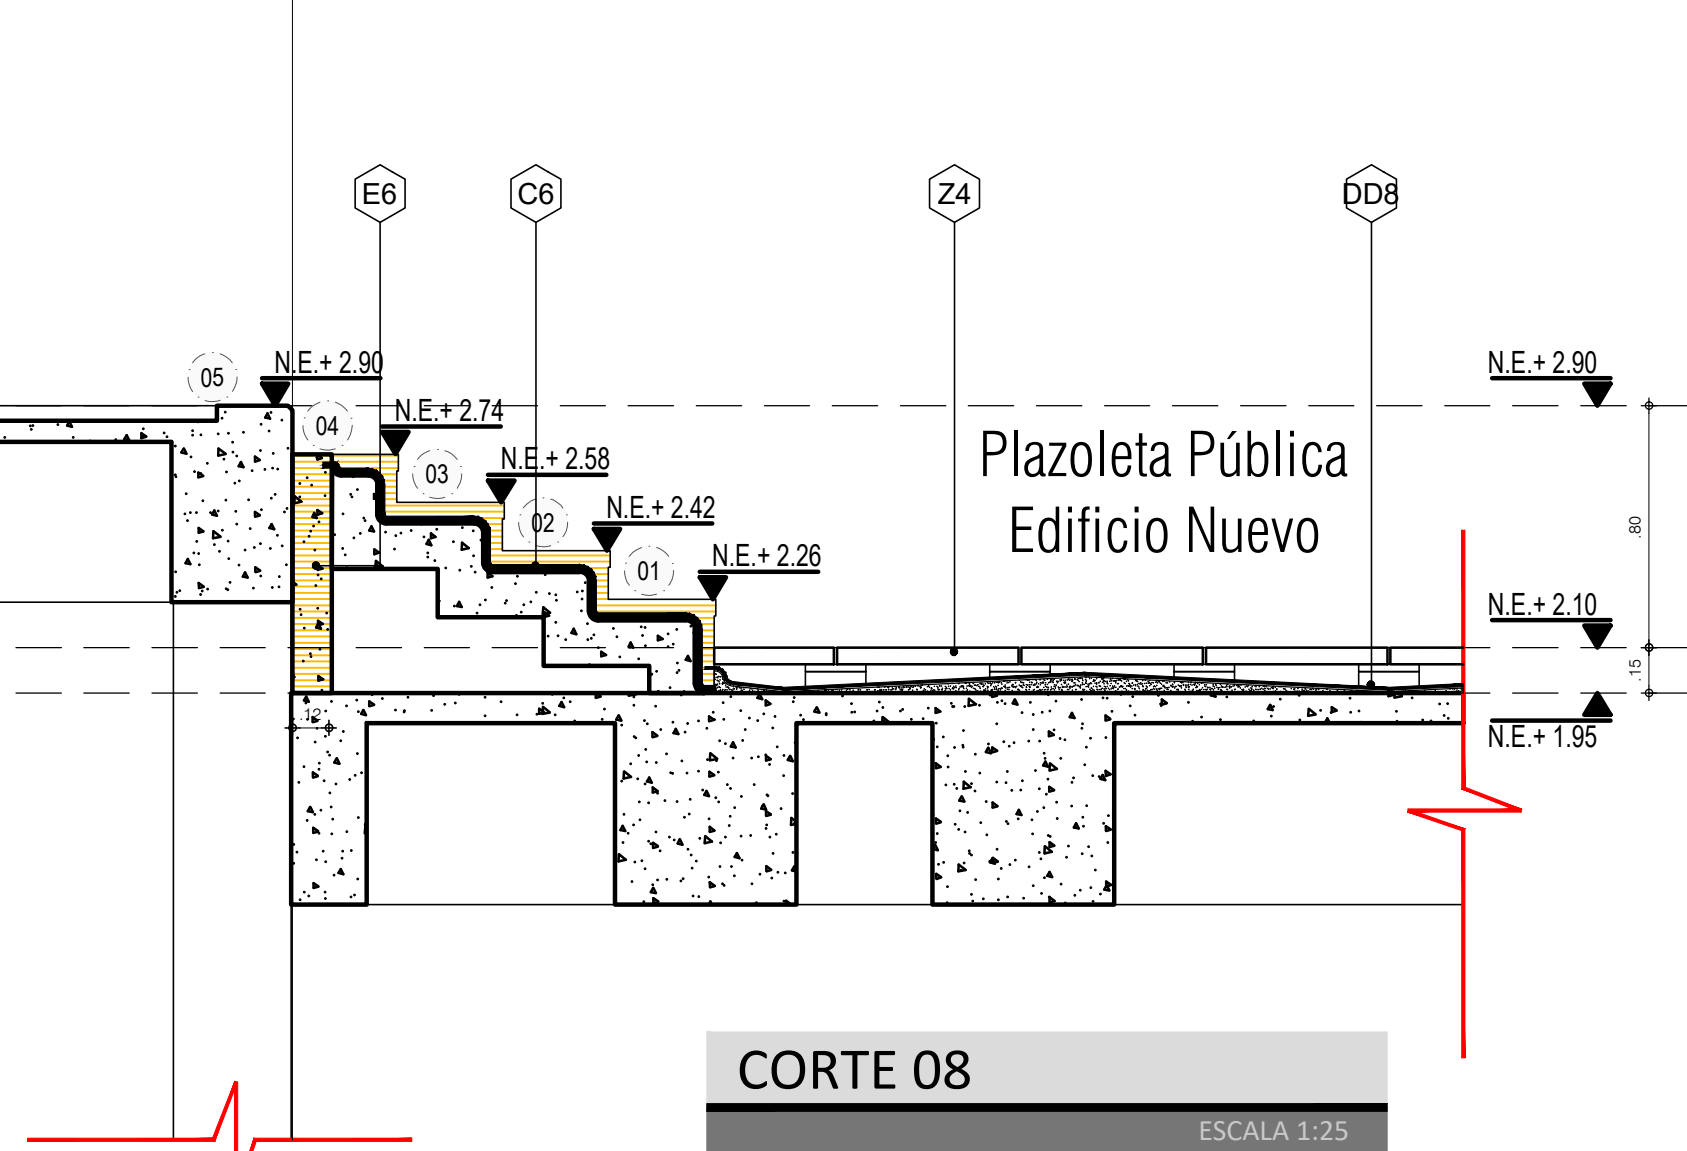 E6
C6
Z4
DD8
05
N.E.+ 2.90
N.E.+ 2.90
04
N.E.+ 2.74
03
N.E.+ 2.58
Plazoleta Pública
02
N.E.+ 2.42
Edificio Nuevo
.80
01
N.E.+ 2.26
N.E.+ 2.10
.15
.12
N.E.+ 1.95
CORTE 08
ESCALA 1:25